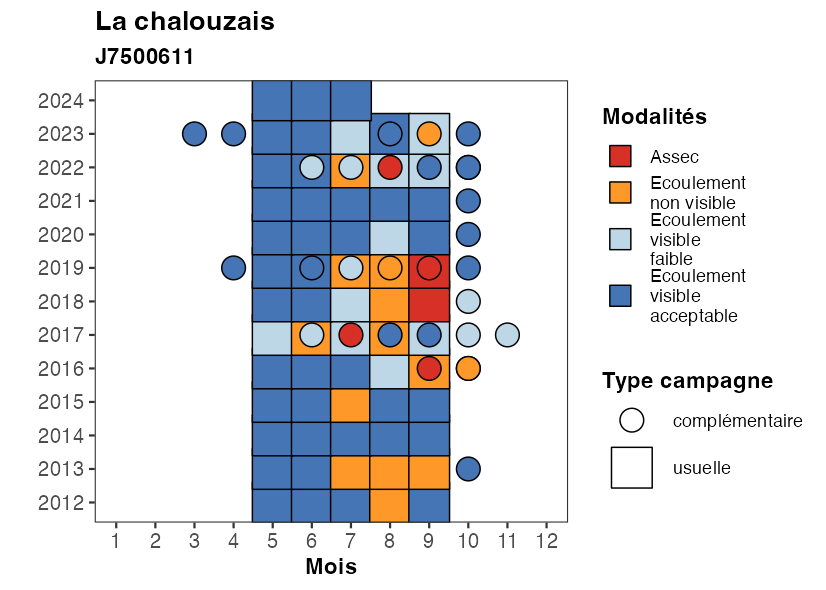 La chalouzais
J7500611
2024
2023
2022
2021
2020
2019
2018
2017
2016
2015
2014
2013
2012
1 2 3 4 5 6 7 8 9 10 11 12
Mois
Modalités
Assec
Ecoulement
non visible
Ecoulement
visible
faible
Ecoulement
visible
acceptable
Type campagne
complémentaire
usuelle